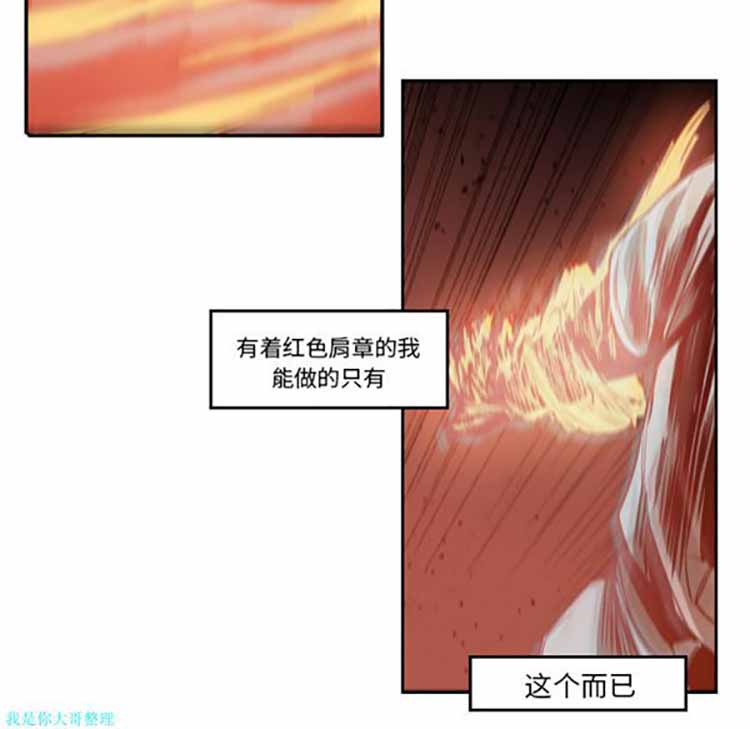 有着红色肩章的我
能做的只有
这个而已
我是你大哥整理